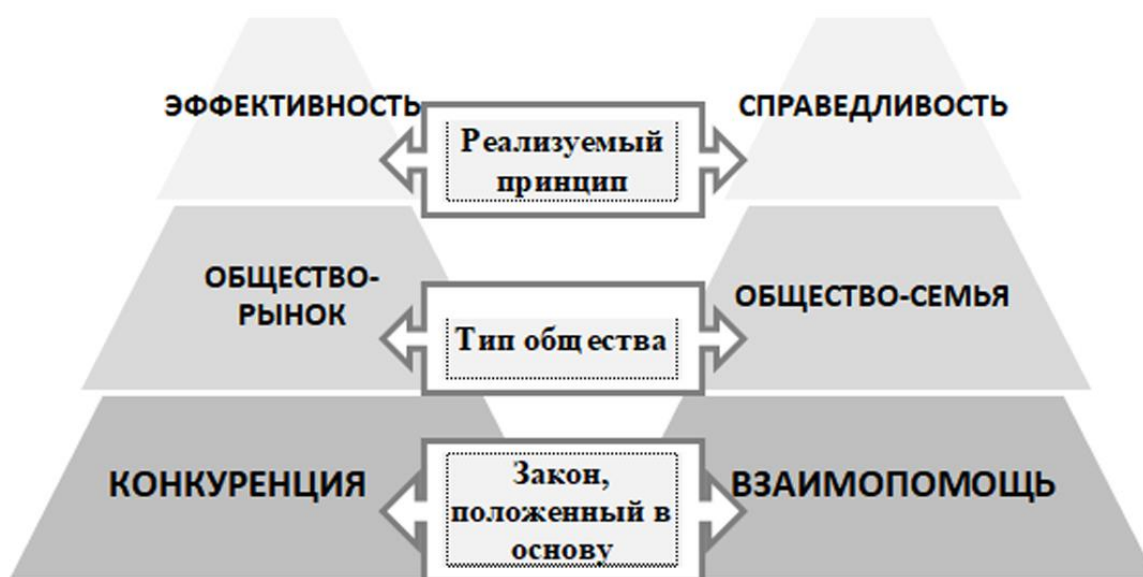 ЭФФЕКТИВНОСТЬ
Реализуемый
принцип
СПРАВЕДЛИВОСТЬ
ОБЩЕСТВО-
РЫНОК
Тип общества
ОБЩЕСТВО-СЕМЬЯ
КОНКУРЕНЦИЯ
Закон,
положенный в
основу
ВЗАИМОПОМОЩЬ